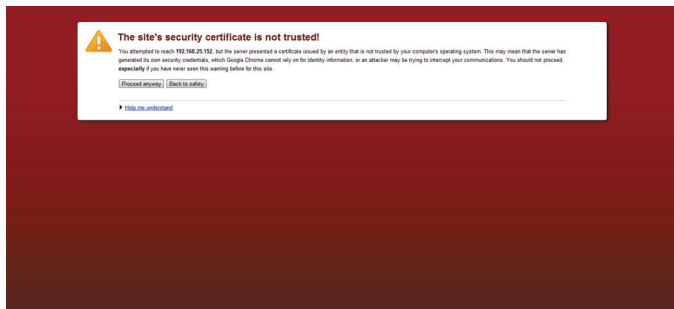 The site's security certificate is not trusted!
You attempted to reach 192.168.25.152, but the server presented a certificate issued by an entity that is not trusted by your computer's operating system. This may mean that the server has
generated its own security credentials, which Google Chrome cannot rely on for identity information, or an attacker may be trying to intercept your communications. You should not proceed,
especially if you have never seen this warning before for this site.
Proceed anyway Back to safety
Help me understand